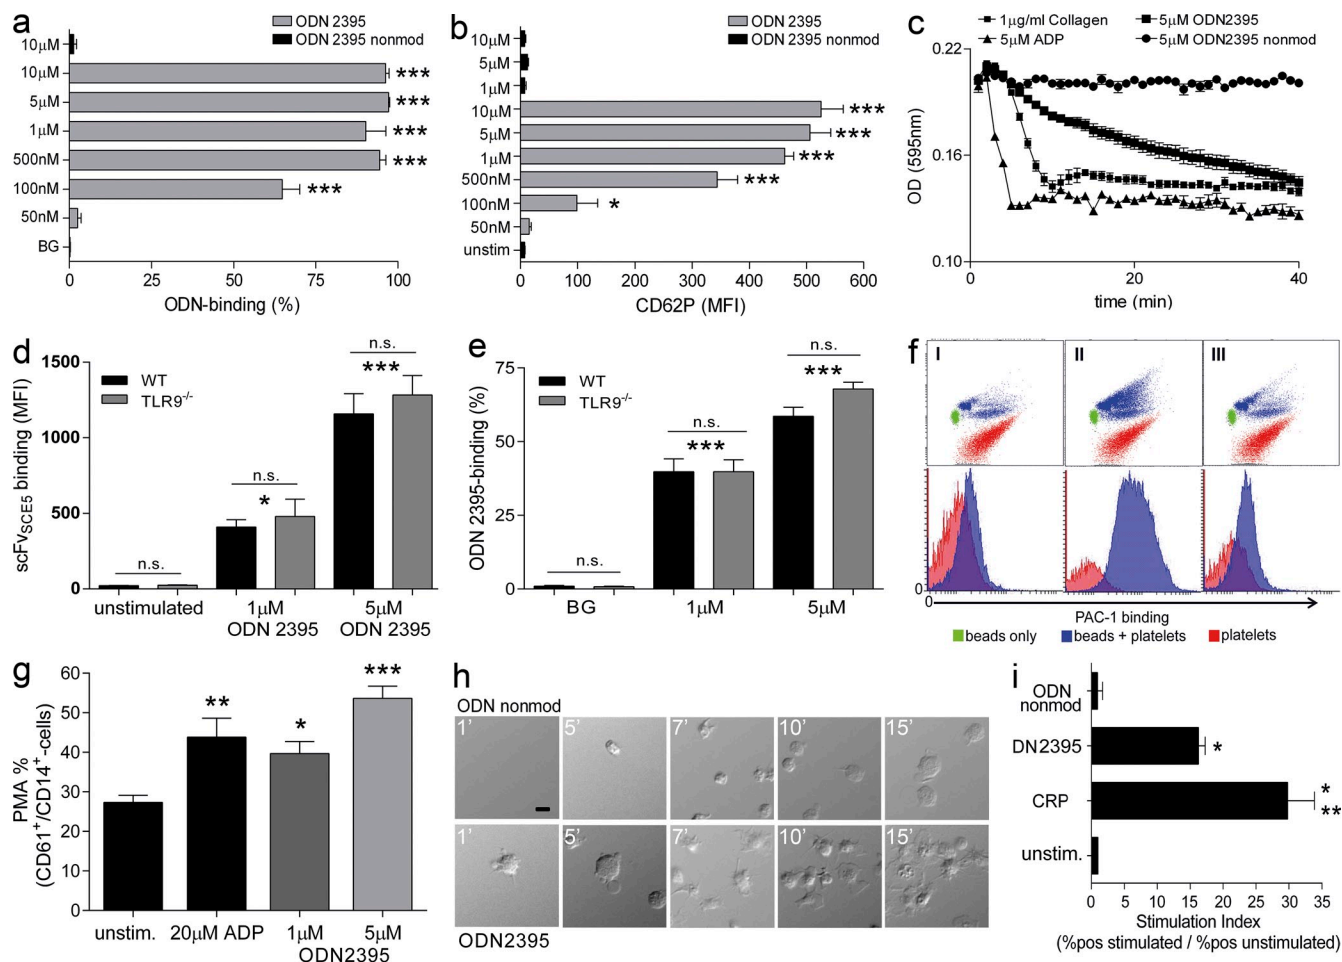 a
ODN 2395
ODN 2395 nonmod
10µM
10µM
***
5µM
***
1µM
***
500nM
***
100nM
***
50nM
BG
0 25 50 75 100
ODN-binding (%)
b
ODN 2395
ODN 2395 nonmod
10µM
5µM
1µM
10µM
***
5µM
***
1µM
***
500nM
***
100nM
*
50nM
unstim
0 100 200 300 400 500 600
CD62P (MFI)
c
1µg/ml Collagen
5µM ODN2395
5µM ADP
5µM ODN2395 nonmod
0.22
0.16
0.10
OD (595nm)
0 20 40
time (min)
d
WT
TLR9-/-
n.s.
***
n.s.
*
n.s.
1500
1000
500
0
scFvSCE5 binding (MFI)
unstimulated 1µM 5µM
ODN 2395 ODN 2395
e
WT
TLR9-/-
n.s.
***
n.s.
***
n.s.
75
50
25
0
ODN 2395-binding (%)
BG 1µM 5µM
f
I II III
0
0
PAC-1 binding
beads only beads + platelets platelets
g
60
50
40
30
20
10
0
PMA %
(CD61+/CD14+-cells)
** * ***
unstim. 20µM ADP 1µM 5µM
ODN2395
h
ODN nonmod
1’ 5’ 7’ 10’ 15’
1’ 5’ 7’ 10’ 15’
ODN2395
i
ODN
nonmod
DN2395
*
CRP
*
**
unstim.
0 5 10 15 20 25 30 35
Stimulation Index
(%pos stimulated / %pos unstimulated)